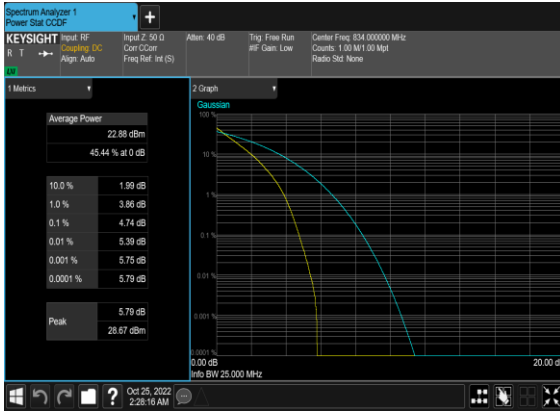 Spectrum Analyzer 1
Power Stat CCDF
+
KEYSIGHT
R T
LV
Input: RF
Coupling: DC
Align: Auto
Input Z: 50 Ω
Corr CCorr
Freq Ref: Int (S)
Atten: 40 dB
Trig: Free Run
#IF Gain: Low
Center Freq: 834.000000 MHz
Counts: 1.00 M/1.00 Mpt
Radio Std: None
1 Metrics
Average Power
22.88 dBm
45.44 % at 0 dB
10.0 % 1.99 dB
1.0 % 3.86 dB
0.1 % 4.74 dB
0.01 % 5.39 dB
0.001 % 5.75 dB
0.0001 % 5.79 dB
Peak
5.79 dB
28.67 dBm
2 Graph
Gaussian
100 %
10 %
1 %
0.1 %
0.01 %
0.001 %
0.0001 %
0.00 dB
20.00 d
Info BW 25.000 MHz
?
Oct 25, 2022
2:28:16 AM